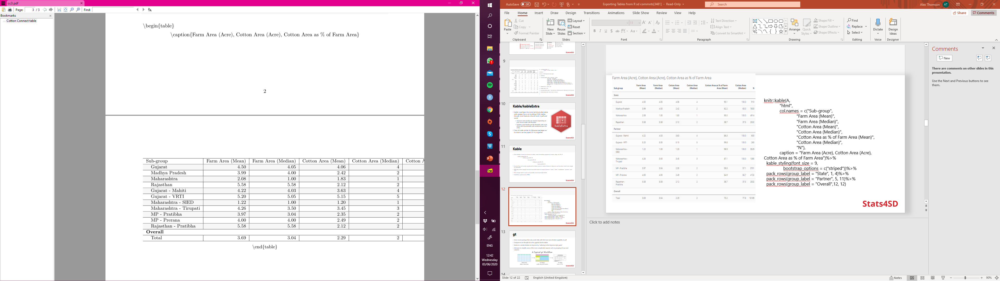 cc3.pdf
Page: 3 / 3 Find:
Bookmarks
Cotton Connect table
\begin{table}
\caption{Farm Area (Acre), Cotton Area (Acre), Cotton Area as % of Farm Area}
2
Sub-group Farm Area (Mean) Farm Area (Median) Cotton Area (Mean) Cotton Area (Median) Cotton A
Gujarat 4.50 4.05 4.06 4
Madhya Pradesh 3.99 4.00 2.42 2
Maharashtra 2.08 1.00 1.83 1
Rajasthan 5.58 5.58 2.12 2
Gujarat - Mahiti 4.22 4.03 3.63 4
Gujarat - VRTI 5.20 5.05 5.15 5
Maharashtra - SIED 1.22 1.00 1.20 1
Maharashtra - Tirupati 4.26 3.50 3.45 3
MP - Pratibha 3.97 3.04 2.35 2
MP - Prerana 4.00 4.00 2.49 2
Rajasthan - Pratibha 5.58 5.58 2.12 2
Overall
Total 3.69 3.04 2.29 2
\end{table}
1
ENG
12:42
Wednesday
03/06/2020
AutoSave Off Exporting Tables from R sd commnts[3481] - Read-Only Search Alex Thomson AT
File Home Insert Draw Design Transitions Animations Slide Show Review View Help Share Comments
Paste Cut Copy Format Painter
Clipboard
New Slide Reuse Slides Layout Reset Section
Slides
11
Font
Text Direction Align Text Convert to SmartArt
Paragraph
Arrange Quick Styles Shape Fill Shape Outline Shape Effects
Drawing
Find Replace Select
Editing
Dictate
Voice
Design Ideas
Designer
Stats4SD
9
Stats4SD
10
Kable/kableExtra
kableExtra
Stats4SD
11
Kable
Stats4SD
12
Stats4SD
13
gt
A Typical gt Workflow
Stats4SD
14
Farm Area (Acre), Cotton Area (Acre), Cotton Area as % of Farm Area
Sub-group Farm Area (Mean) Farm Area (Median) Cotton Area (Mean) Cotton Area (Median) Cotton Area as % of Farm Area (Mean) Cotton Area (Median) N
State
Gujarat 4.50 4.05 4.06 4 90.1 100.0 910
Madhya Pradesh 3.99 4.00 2.42 2 62.2 60.0 7833
Maharashtra 2.08 1.00 1.83 1 95.5 100.0 4914
Rajasthan 5.58 5.58 2.12 2 38.7 37.5 2532
Partner
Gujarat - Mahiti 4.22 4.03 3.63 4 86.3 100.0 650
Gujarat - VRTI 5.20 5.05 5.15 5 99.8 100.0 260
Maharashtra - SIED 1.22 1.00 1.20 1 98.9 100.0 3529
Maharashtra - Tirupati 4.26 3.50 3.45 3 87.1 100.0 1385
MP - Pratibha 3.97 3.04 2.35 2 59.3 57.1 3701
MP - Prerana 4.00 4.00 2.49 2 64.9 66.7 4132
Rajasthan - Pratibha 5.58 5.58 2.12 2 38.7 37.5 2532
Overall
Total 3.69 3.04 2.29 2 70.2 77.8 16189
knitr::kable(A,
"html",
col.names = c("Sub-group",
"Farm Area (Mean)",
"Farm Area (Median)",
"Cotton Area (Mean)",
"Cotton Area (Median)",
"Cotton Area as % of Farm Area (Mean)",
"Cotton Area (Median)",
"N"),
caption = "Farm Area (Acre), Cotton Area (Acre),
Cotton Area as % of Farm Area")%>%
kable_styling(font_size = 9,
bootstrap_options = c("striped"))%>%
pack_rows(group_label = "State", 1, 4)%>%
pack_rows(group_label = "Partner", 5, 11)%>%
pack_rows(group_label = "Overall",12, 12)
Stats4SD
Click to add notes
Comments
New
There are comments on other slides in this
presentation.
Use the Next and Previous buttons to see
them.
Slide 12 of 22 English (United Kingdom) Notes 90%